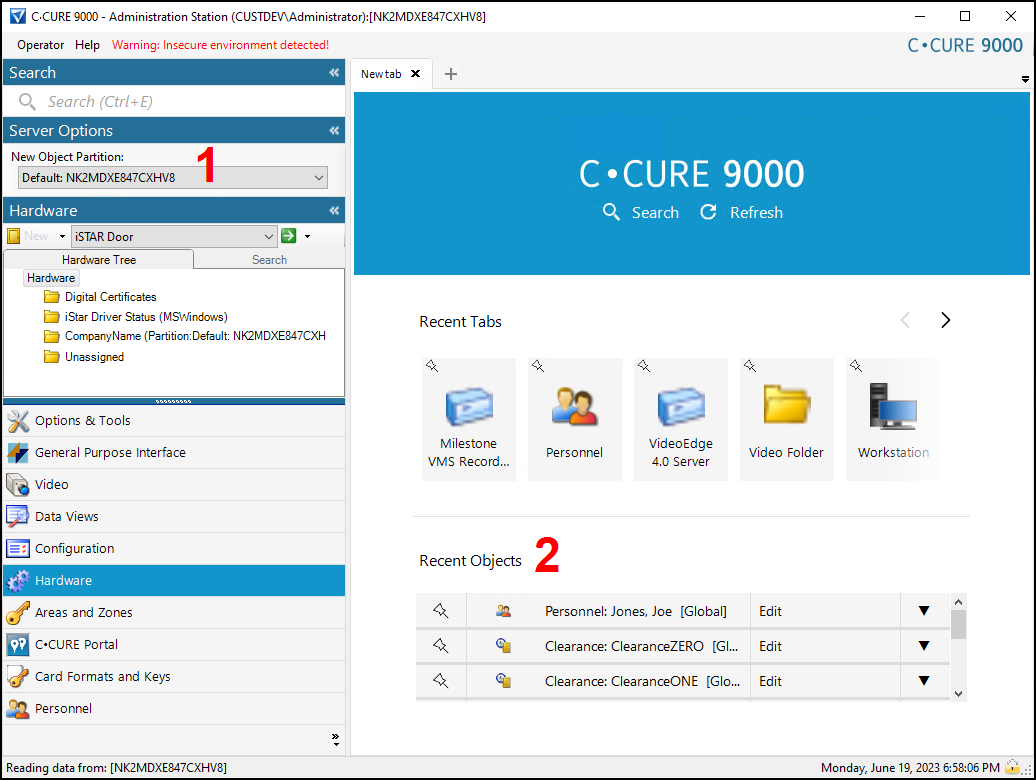 C•CURE 9000 - Administration Station (CUSTDEV\Administrator):[NK2MDXE847CXHV8]
Operator Help Warning: Insecure environment detected!
C•CURE 9000
Search
Search (Ctrl+E)
Server Options
New Object Partition:
1
Default: NK2MDXE847CXHV8
Hardware
New iSTAR Door
Hardware Tree Search
Hardware
Digital Certificates
iStar Driver Status (MSWindows)
CompanyName (Partition:Default: NK2MDXE847CXH
Unassigned
Options & Tools
General Purpose Interface
Video
Data Views
Configuration
Hardware
Areas and Zones
C•CURE Portal
Card Formats and Keys
Personnel
New tab
C•CURE 9000
Search Refresh
Recent Tabs
Milestone
VMS Record...
Personnel
VideoEdge
4.0 Server
Video Folder
Workstation
Recent Objects 2
Personnel: Jones, Joe [Global] Edit
Clearance: ClearanceZERO [Gl... Edit
Clearance: ClearanceONE [Glo... Edit
Reading data from: [NK2MDXE847CXHV8]
Monday, June 19, 2023 6:58:06 PM